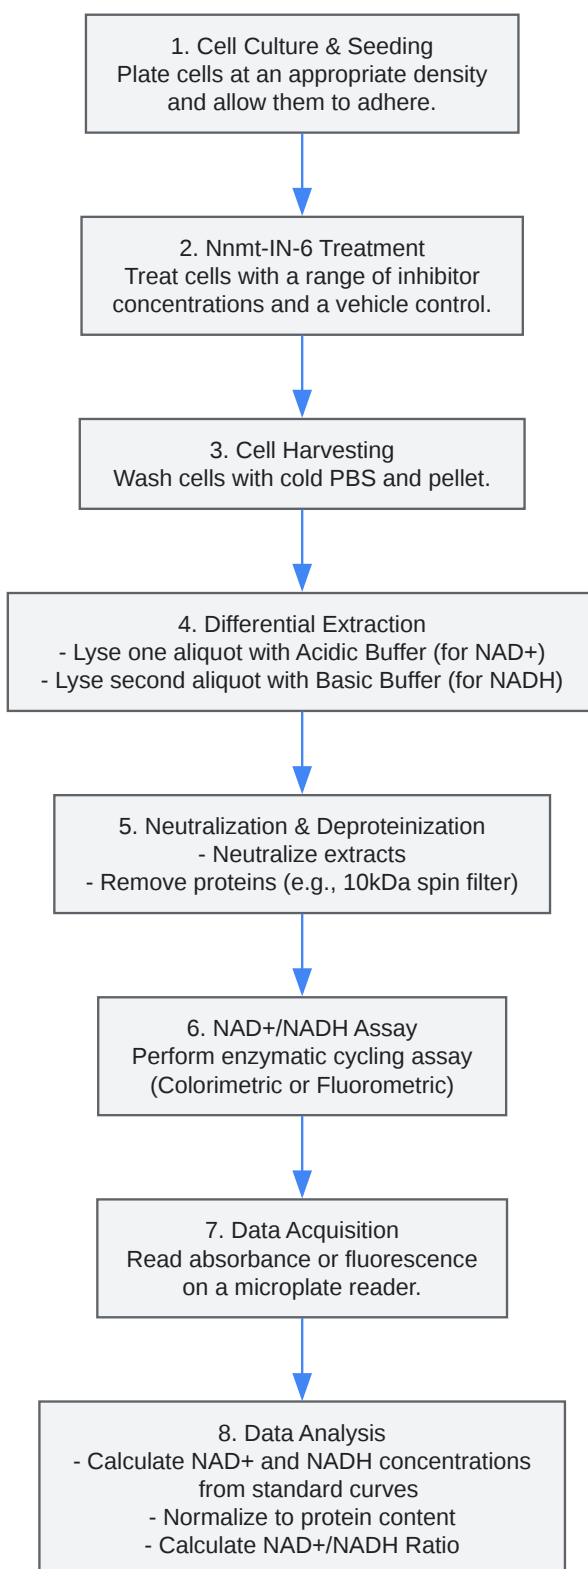 1. Cell Culture & Seeding
Plate cells at an appropriate density
and allow them to adhere.
2. Nnmt-IN-6 Treatment
Treat cells with a range of inhibitor
concentrations and a vehicle control.
3. Cell Harvesting
Wash cells with cold PBS and pellet.
4. Differential Extraction
- Lyse one aliquot with Acidic Buffer (for NAD+)
- Lyse second aliquot with Basic Buffer (for NADH)
5. Neutralization & Deproteinization
- Neutralize extracts
- Remove proteins (e.g., 10kDa spin filter)
6. NAD+/NADH Assay
Perform enzymatic cycling assay
(Colorimetric or Fluorometric)
7. Data Acquisition
Read absorbance or fluorescence
on a microplate reader.
8. Data Analysis
- Calculate NAD+ and NADH concentrations
from standard curves
- Normalize to protein content
- Calculate NAD+/NADH Ratio